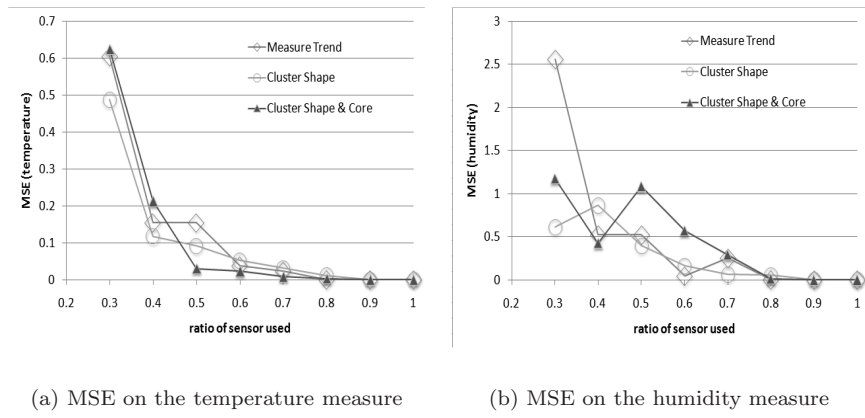 0.7
0.6
0.5
0.4
0.3
0.2
0.1
0
MSE (temperature)
Measure Trend
Cluster Shape
Cluster Shape & Core
0.2 0.3 0.4 0.5 0.6 0.7 0.8 0.9 1
ratio of sensor used
(a) MSE on the temperature measure
3
2.5
2
1.5
1
0.5
0
MSE (humidity)
Measure Trend
Cluster Shape
Cluster Shape & Core
0.2 0.3 0.4 0.5 0.6 0.7 0.8 0.9 1
ratio of sensor used
(b) MSE on the humidity measure